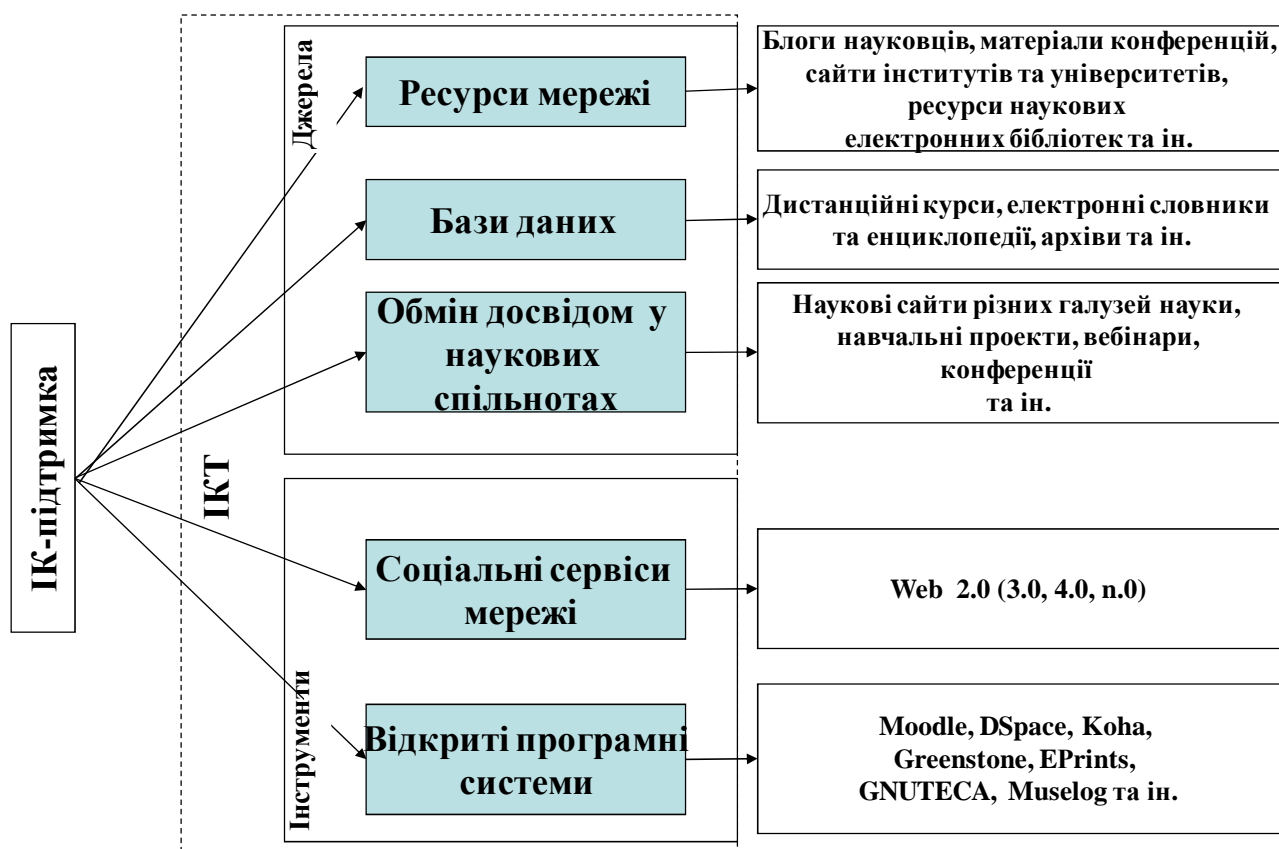 ІК-підтримка
ІКТ
Джерела
Ресурси мережі
Блоги науковців, матеріали конференцій,
сайти інститутів та університетів,
ресурси наукових
електронних бібліотек та ін.
Бази даних
Дистанційні курси, електронні словники
та енциклопедії, архіви та ін.
Обмін досвідом у
наукових
спільнотах
Наукові сайти різних галузей науки,
навчальні проекти, вебінари,
конференції
та ін.
Інструменти
Соціальні сервіси
мережі
Web 2.0 (3.0, 4.0, n.0)
Відкриті програмні
системи
Moodle, DSpace, Koha,
Greenstone, EPrints,
GNUTECA, Muselog та ін.